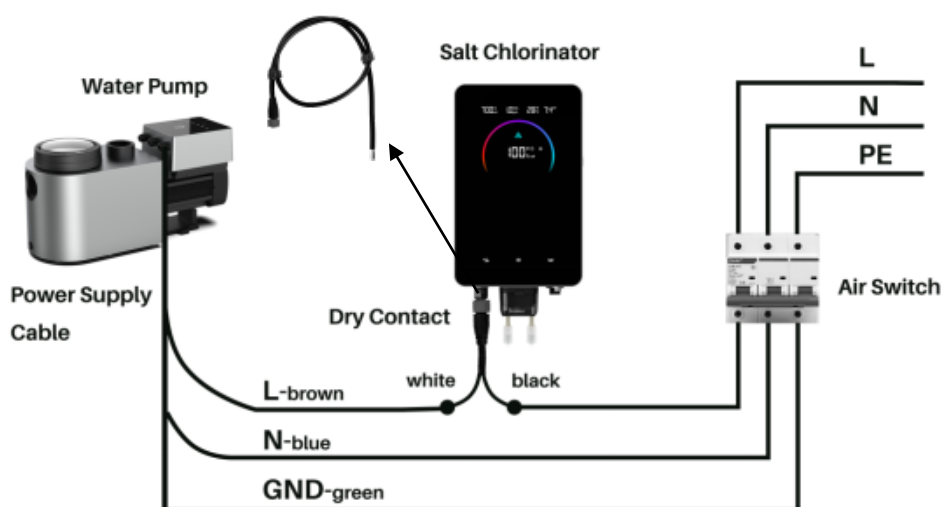 Salt Chlorinator
L
Water Pump
N
PE
100
Power Supply
Cable
Air Switch
Dry Contact
white
black
L-brown
N-blue
GND-green